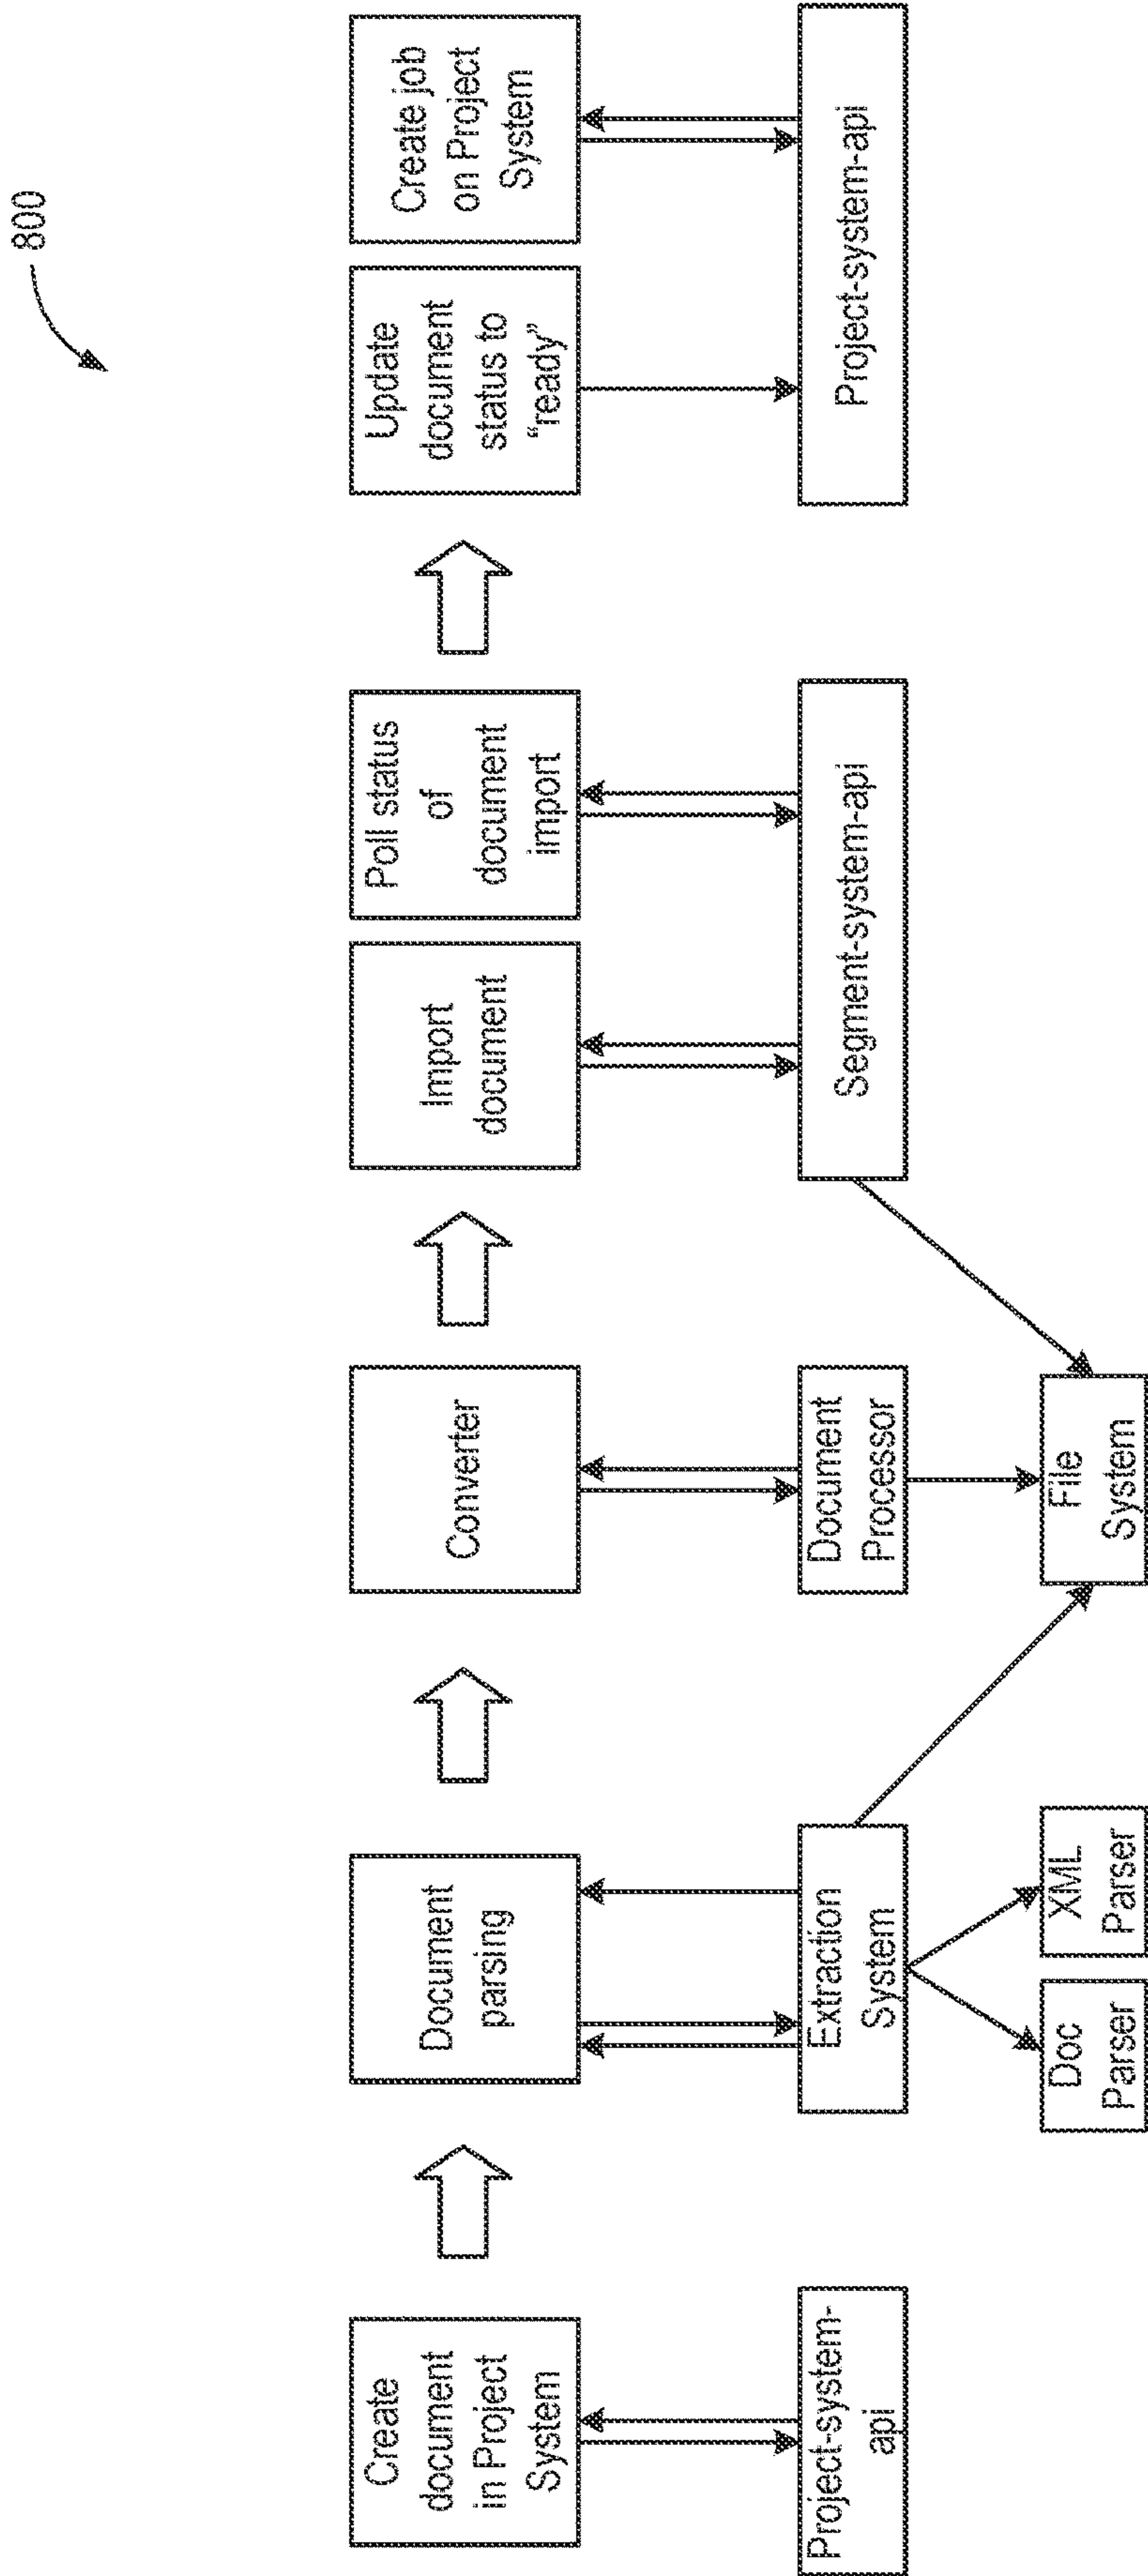 800
Create
document
in Project
System
Document
parsing
Converter
Import
document
Poll status
of
document
import
Update
document
status to
“ready”
Create job
on Project
System
Project-system-
api
Extraction
System
Document
Processor
Segment-system-api
Project-system-api
Doc
Parser
XML
Parser
File
System